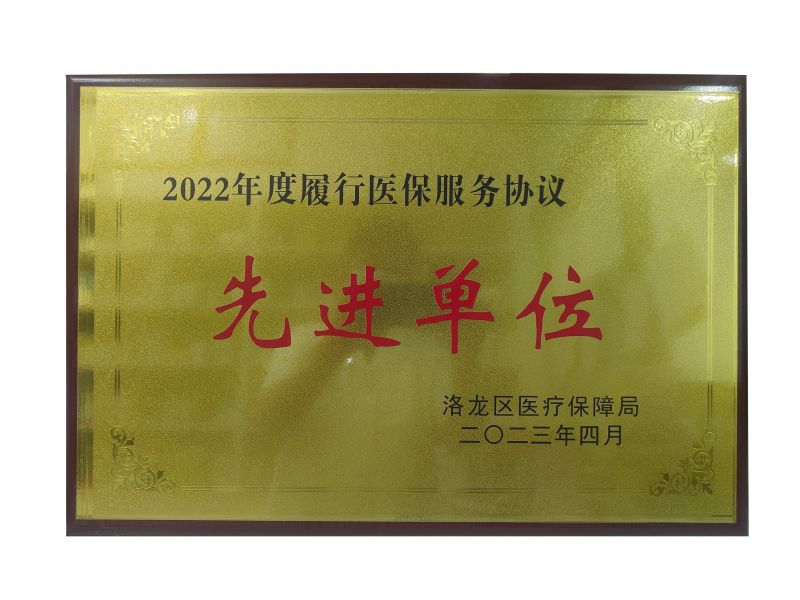 2022年度履行医保服务协议
先进单位
洛龙区医疗保障局
二〇二三年四月